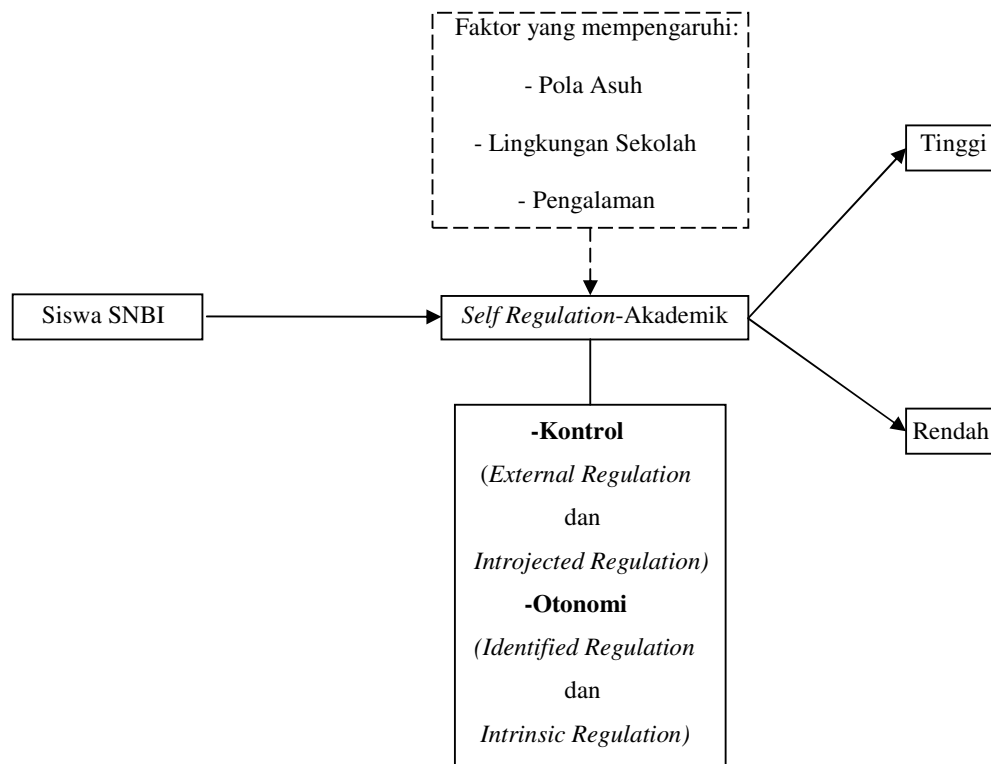 Faktor yang mempengaruhi:
- Pola Asuh
- Lingkungan Sekolah
- Pengalaman
Tinggi
Siswa SNBI
Self Regulation-Akademik
Rendah
-Kontrol
(External Regulation
dan
Introjected Regulation)
-Otonomi
(Identified Regulation
dan
Intrinsic Regulation)